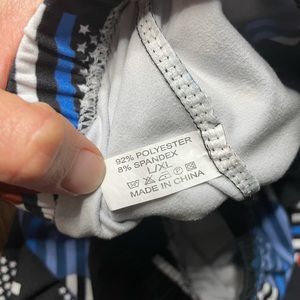 92% POLYESTER
8% SPANDEX
L/XL
MADE IN CHINA